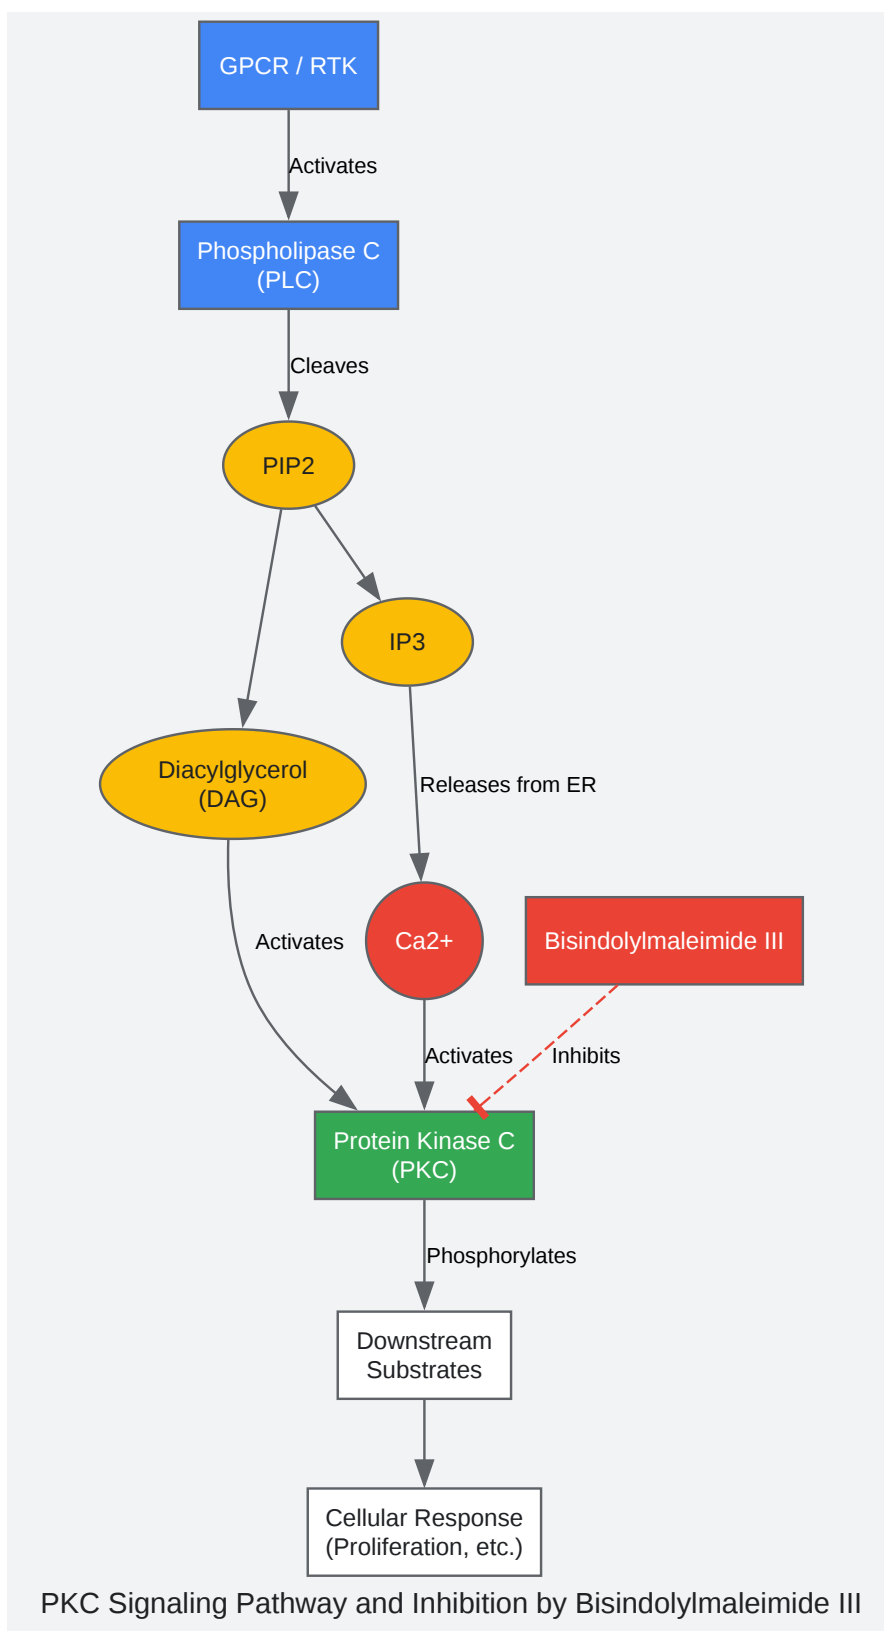 GPCR / RTK
Activates
Phospholipase C
(PLC)
Cleaves
PIP2
IP3
Diacylglycerol
(DAG)
Releases from ER
Activates
Ca2+
Bisindolylmaleimide III
Activates
Inhibits
Protein Kinase C
(PKC)
Phosphorylates
Downstream
Substrates
Cellular Response
(Proliferation, etc.)
PKC Signaling Pathway and Inhibition by Bisindolylmaleimide III